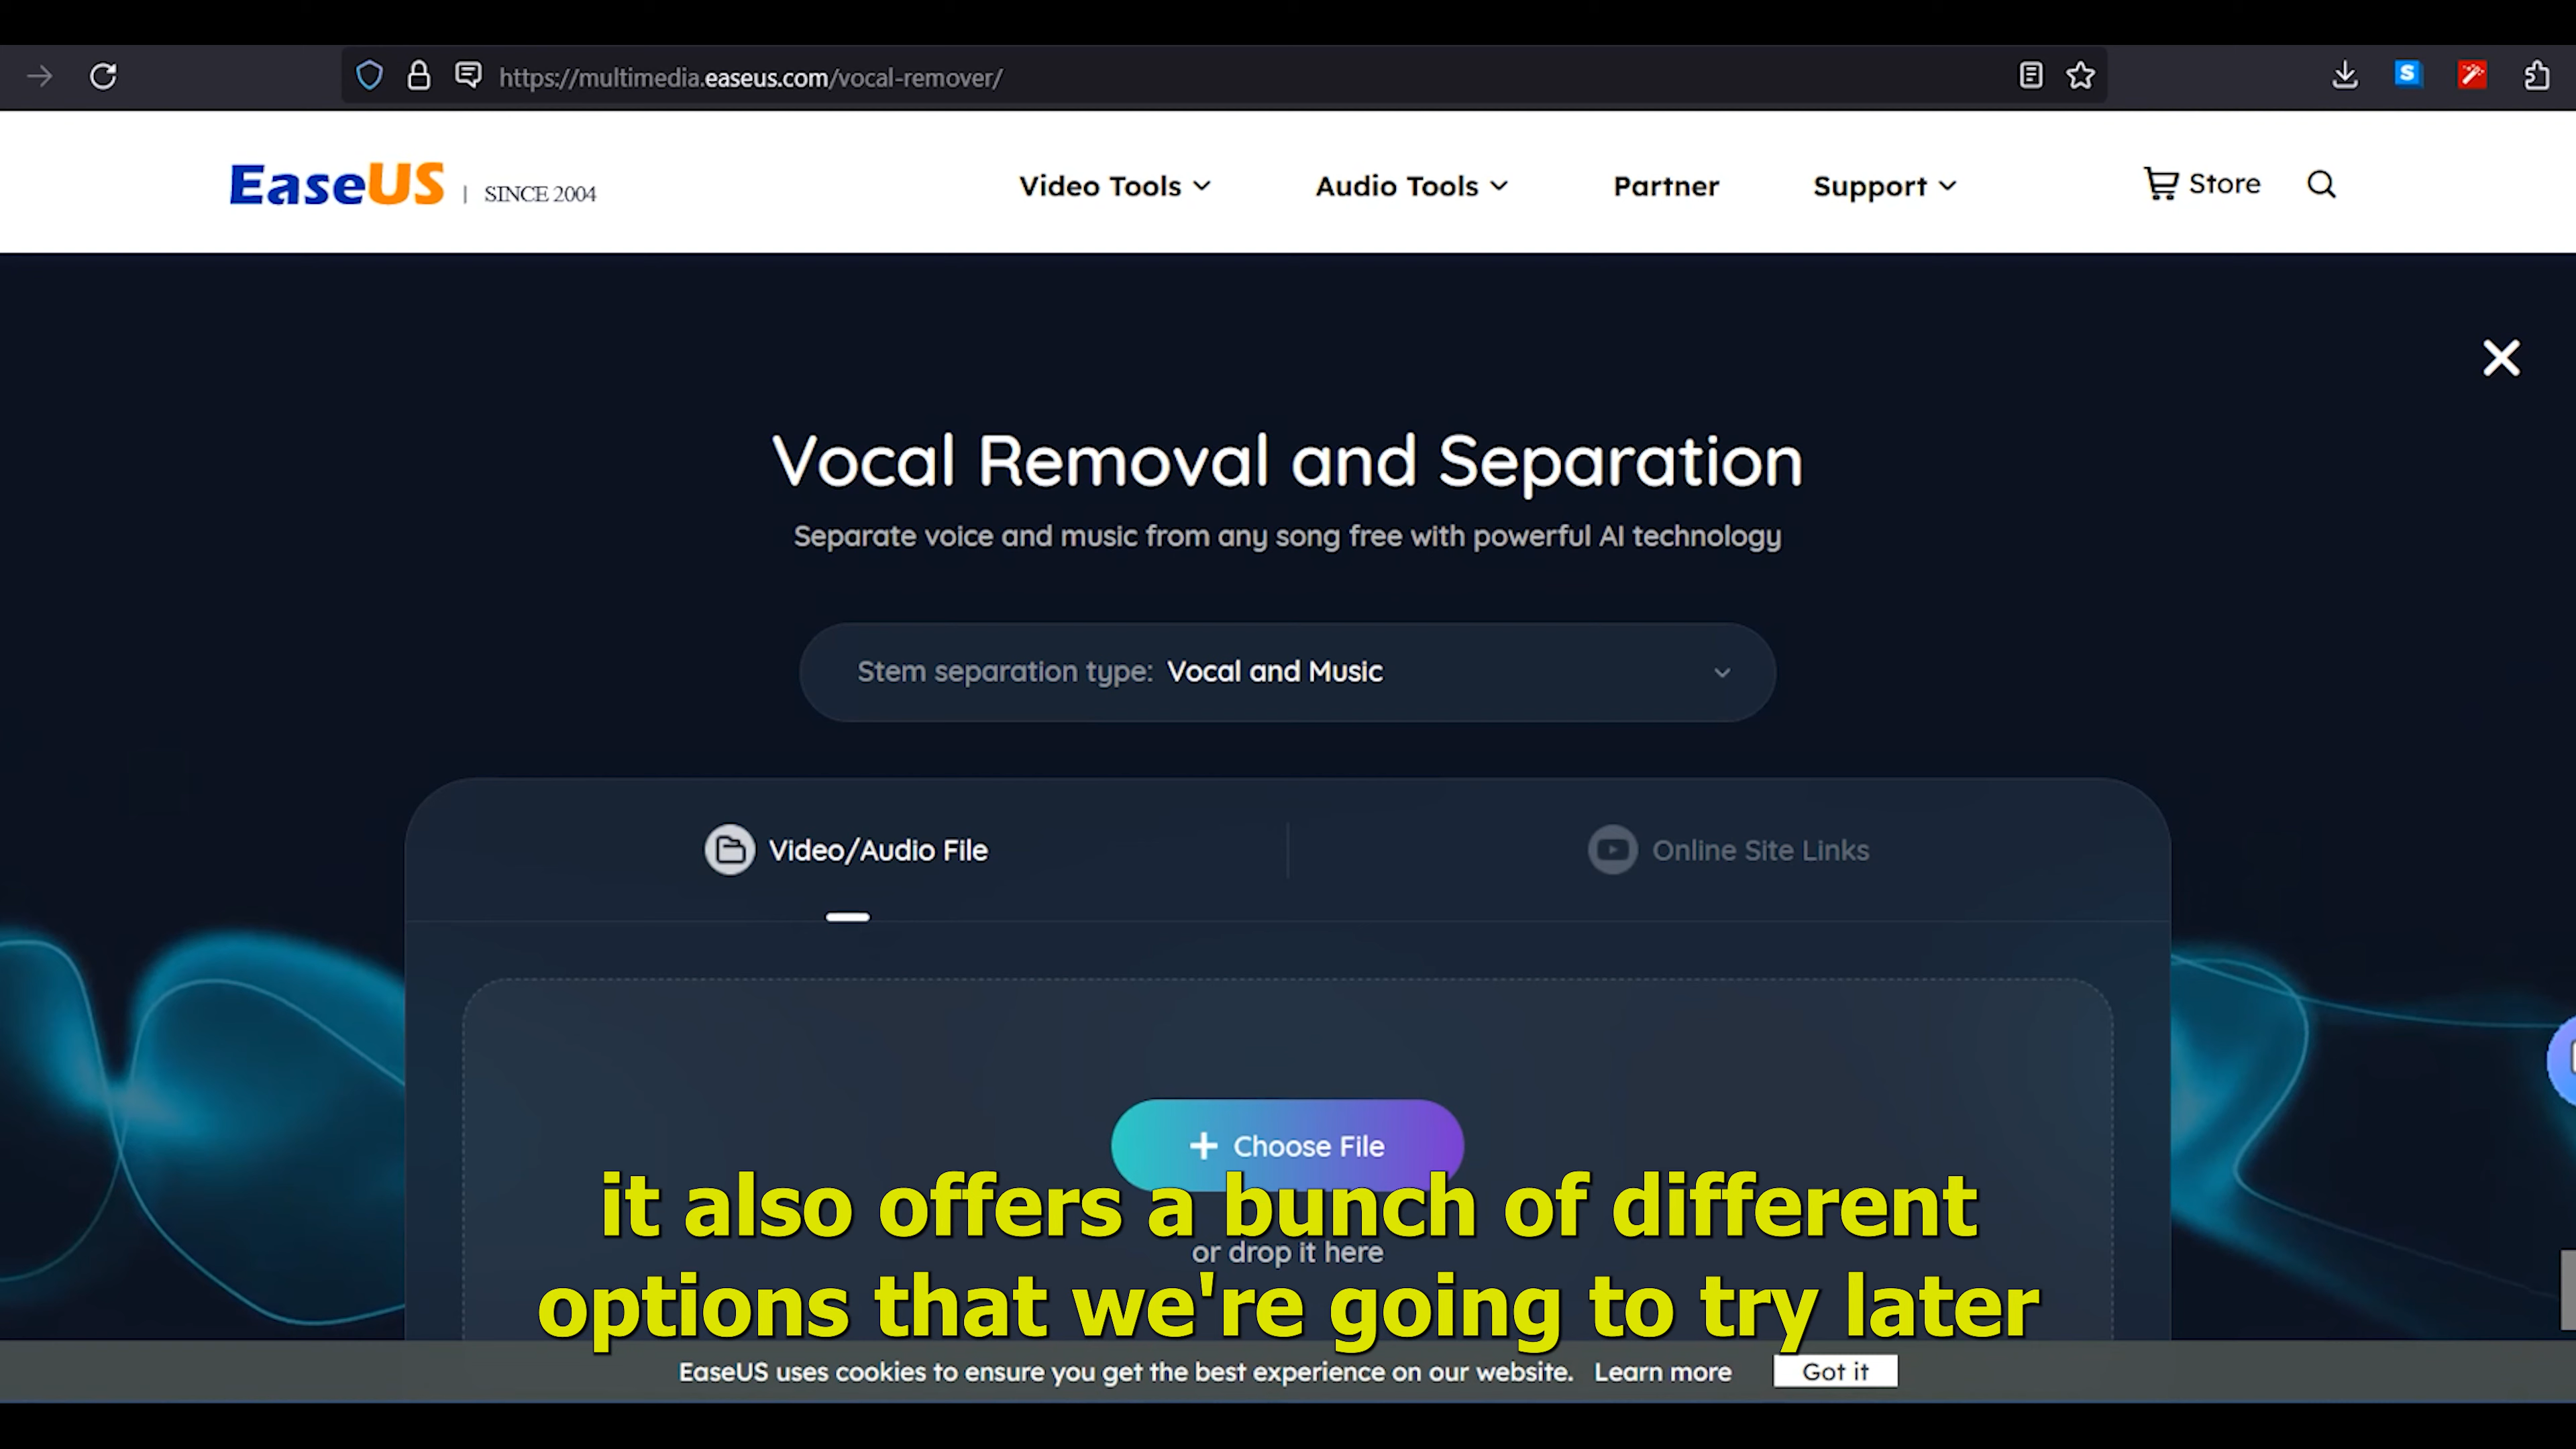 https://multimedia.easeus.com/vocal-remover/
S
EaseUS | SINCE 2004
Video Tools
Audio Tools
Partner
Support
Store
Vocal Removal and Separation
Separate voice and music from any song free with powerful AI technology
Stem separation type: Vocal and Music
Video/Audio File
Online Site Links
+ Choose File
it also offers a bunch of different
or drop it here
options that we're going to try later
EaseUS uses cookies to ensure you get the best experience on our website. Learn more
Got it